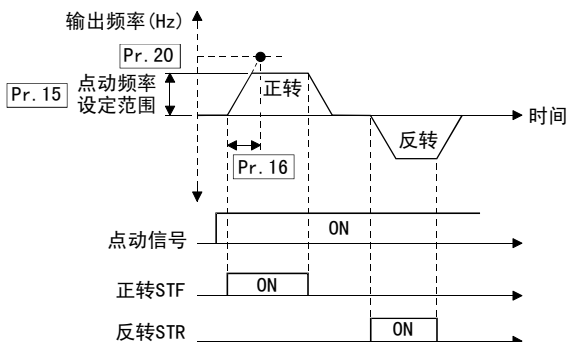 输出频率(Hz)
Pr.20
Pr.15
点动频率
设定范围
正转
时间
反转
Pr.16
点动信号
ON
正转STF
ON
反转STR
ON